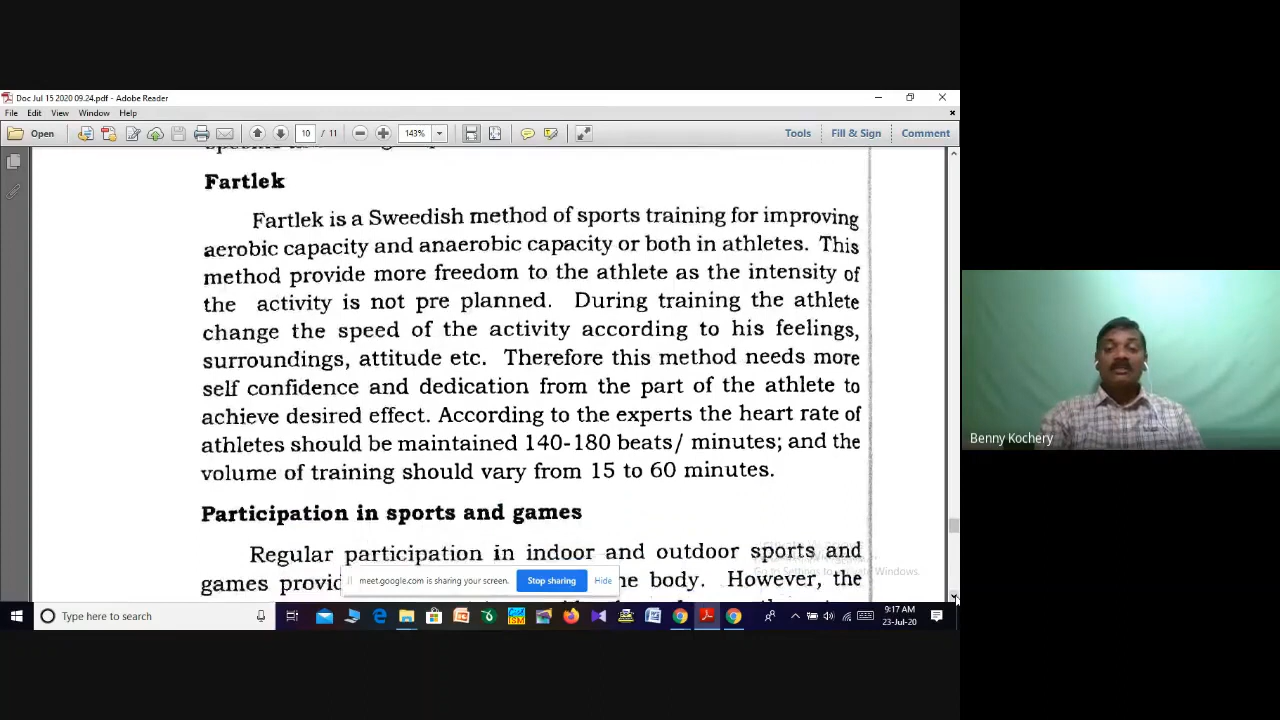 Doc Jul 15 2020 09.24.pdf - Adobe Reader
File Edit View Window Help
Open 10 / 11 143% Tools Fill & Sign Comment
Fartlek
Fartlek is a Sweedish method of sports training for improving
aerobic capacity and anaerobic capacity or both in athletes. This
method provide more freedom to the athlete as the intensity of
the activity is not pre planned. During training the athlete
change the speed of the activity according to his feelings,
surroundings, attitude etc. Therefore this method needs more
self confidence and dedication from the part of the athlete to
achieve desired effect. According to the experts the heart rate of
athletes should be maintained 140-180 beats/ minutes; and the
volume of training should vary from 15 to 60 minutes.
Participation in sports and games
Regular participation in indoor and outdoor sports and
games body. However, the
meet.google.com is sharing your screen. Stop sharing Hide
Go to Settings to activate Windows.
Type here to search
9:17 AM
23-Jul-20
Benny Kochery